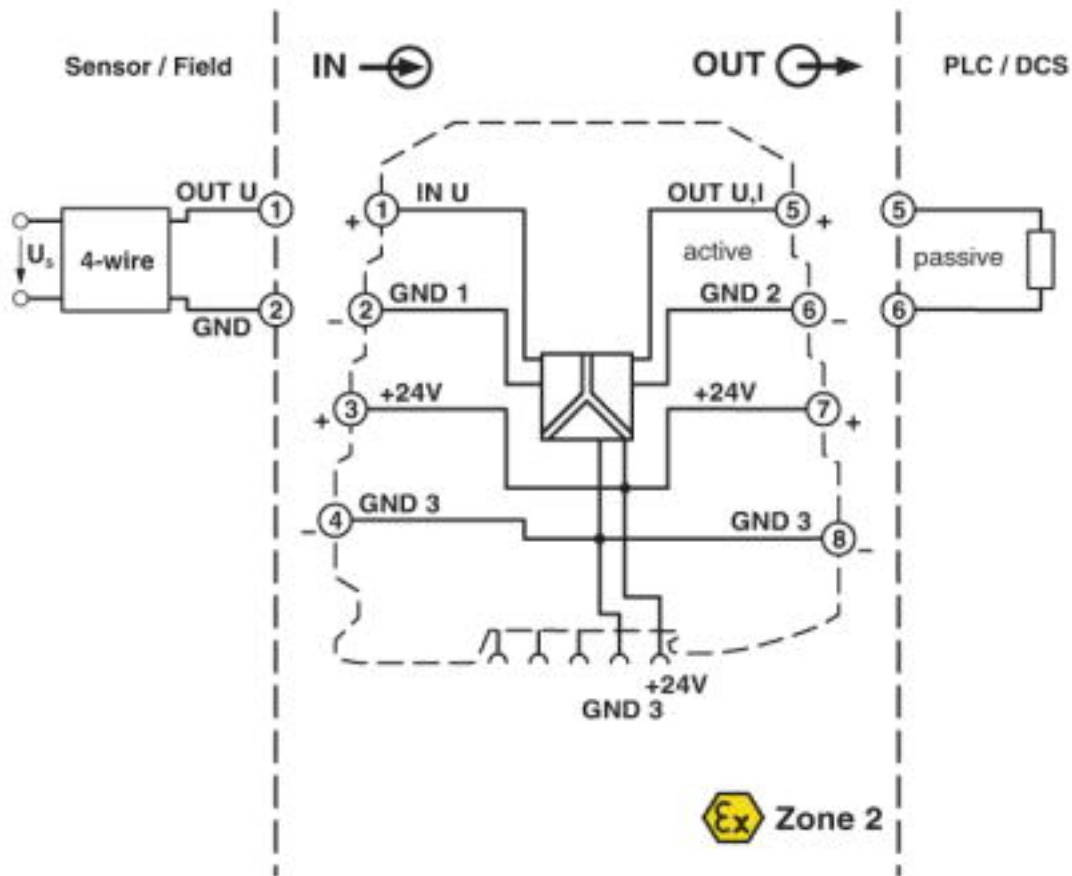 Sensor / Field
IN
OUT
PLC / DCS
OUT U
1
+
1
IN U
OUT U,I
5
+
5
Us
4-wire
active
passive
2
GND
-
2
GND 1
GND 2
6
-
6
+
3
+24V
+24V
7
+
-
4
GND 3
GND 3
8
-
+24V
GND 3
Ex
Zone 2